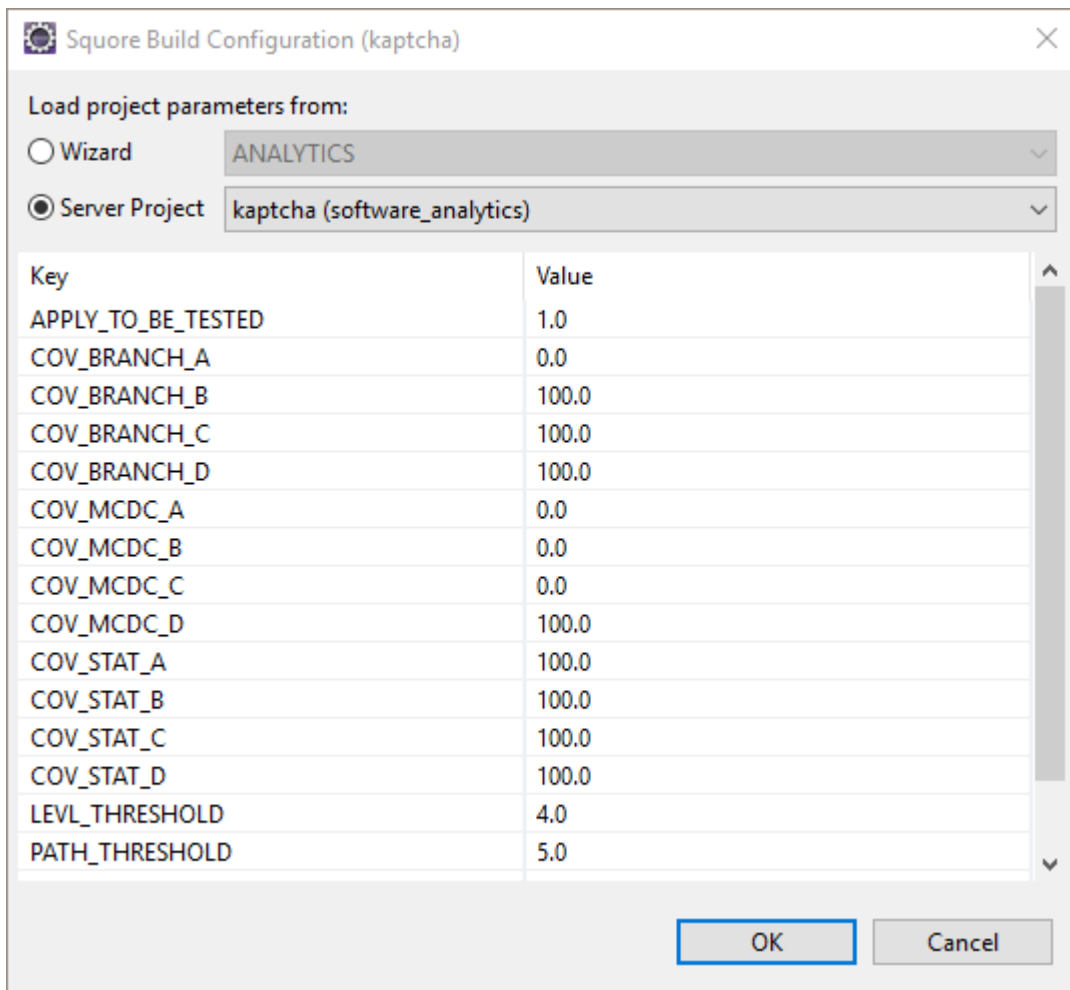 Squore Build Configuration (kaptcha)
Load project parameters from:
Wizard ANALYTICS
Server Project kaptcha (software_analytics)
Key Value
APPLY_TO_BE_TESTED 1.0
COV_BRANCH_A 0.0
COV_BRANCH_B 100.0
COV_BRANCH_C 100.0
COV_BRANCH_D 100.0
COV_MCDC_A 0.0
COV_MCDC_B 0.0
COV_MCDC_C 0.0
COV_MCDC_D 100.0
COV_STAT_A 100.0
COV_STAT_B 100.0
COV_STAT_C 100.0
COV_STAT_D 100.0
LEVL_THRESHOLD 4.0
PATH_THRESHOLD 5.0
OK Cancel